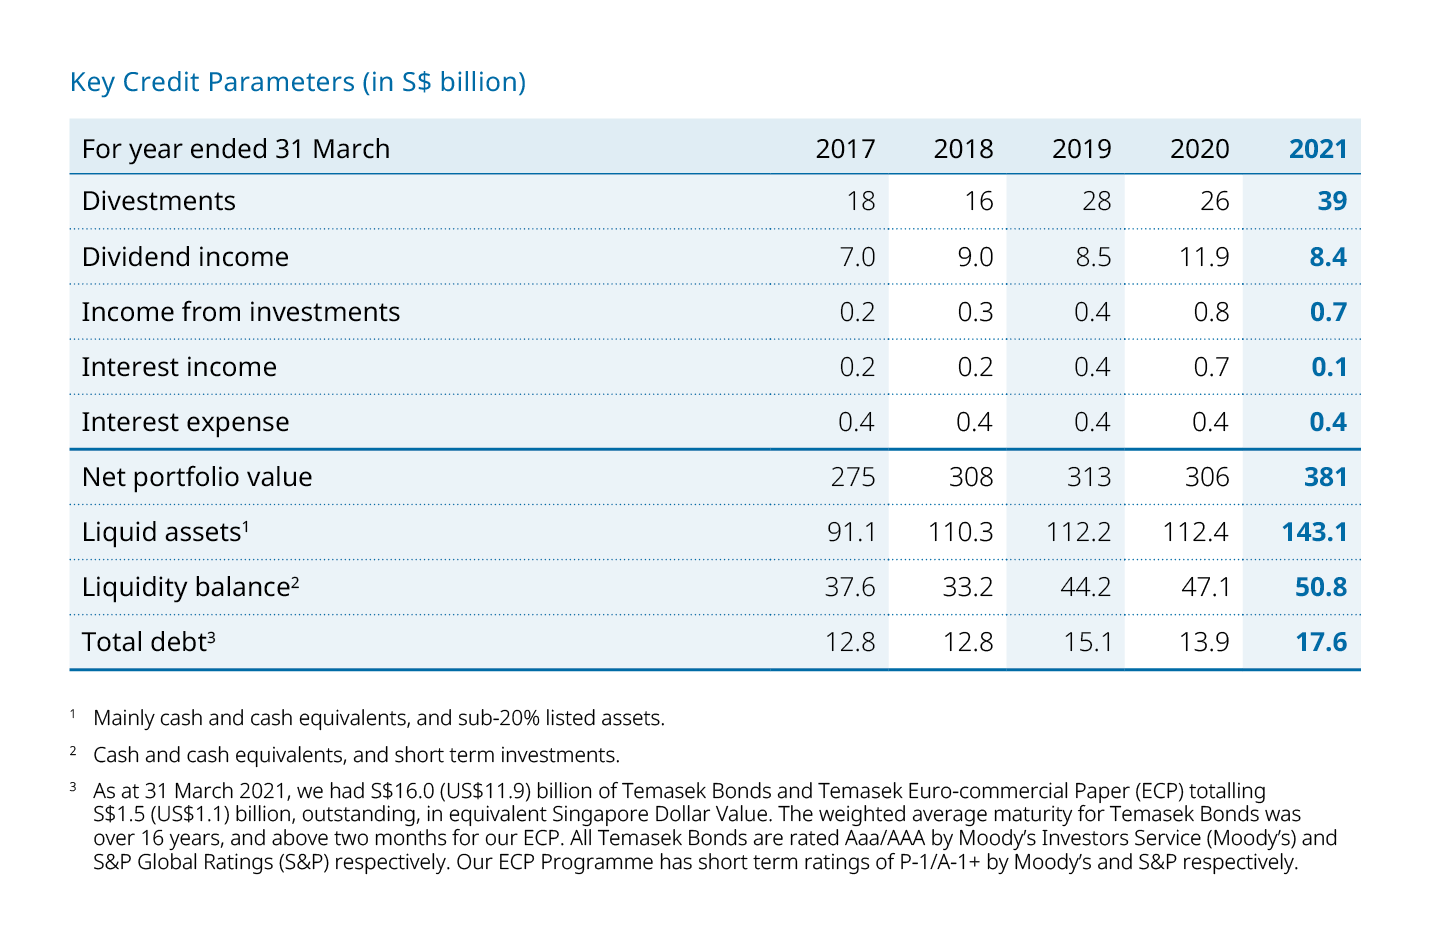 Key Credit Parameters (in S$ billion)
For year ended 31 March 2017 2018 2019 2020 2021
Divestments 18 16 28 26 39
Dividend income 7.0 9.0 8.5 11.9 8.4
Income from investments 0.2 0.3 0.4 0.8 0.7
Interest income 0.2 0.2 0.4 0.7 0.1
Interest expense 0.4 0.4 0.4 0.4 0.4
Net portfolio value 275 308 313 306 381
Liquid assets¹ 91.1 110.3 112.2 112.4 143.1
Liquidity balance² 37.6 33.2 44.2 47.1 50.8
Total debt³ 12.8 12.8 15.1 13.9 17.6
¹ Mainly cash and cash equivalents, and sub-20% listed assets.
² Cash and cash equivalents, and short term investments.
³ As at 31 March 2021, we had S$16.0 (US$11.9) billion of Temasek Bonds and Temasek Euro-commercial Paper (ECP) totalling
S$1.5 (US$1.1) billion, outstanding, in equivalent Singapore Dollar Value. The weighted average maturity for Temasek Bonds was
over 16 years, and above two months for our ECP. All Temasek Bonds are rated Aaa/AAA by Moody's Investors Service (Moody's) and
S&P Global Ratings (S&P) respectively. Our ECP Programme has short term ratings of P-1/A-1+ by Moody's and S&P respectively.